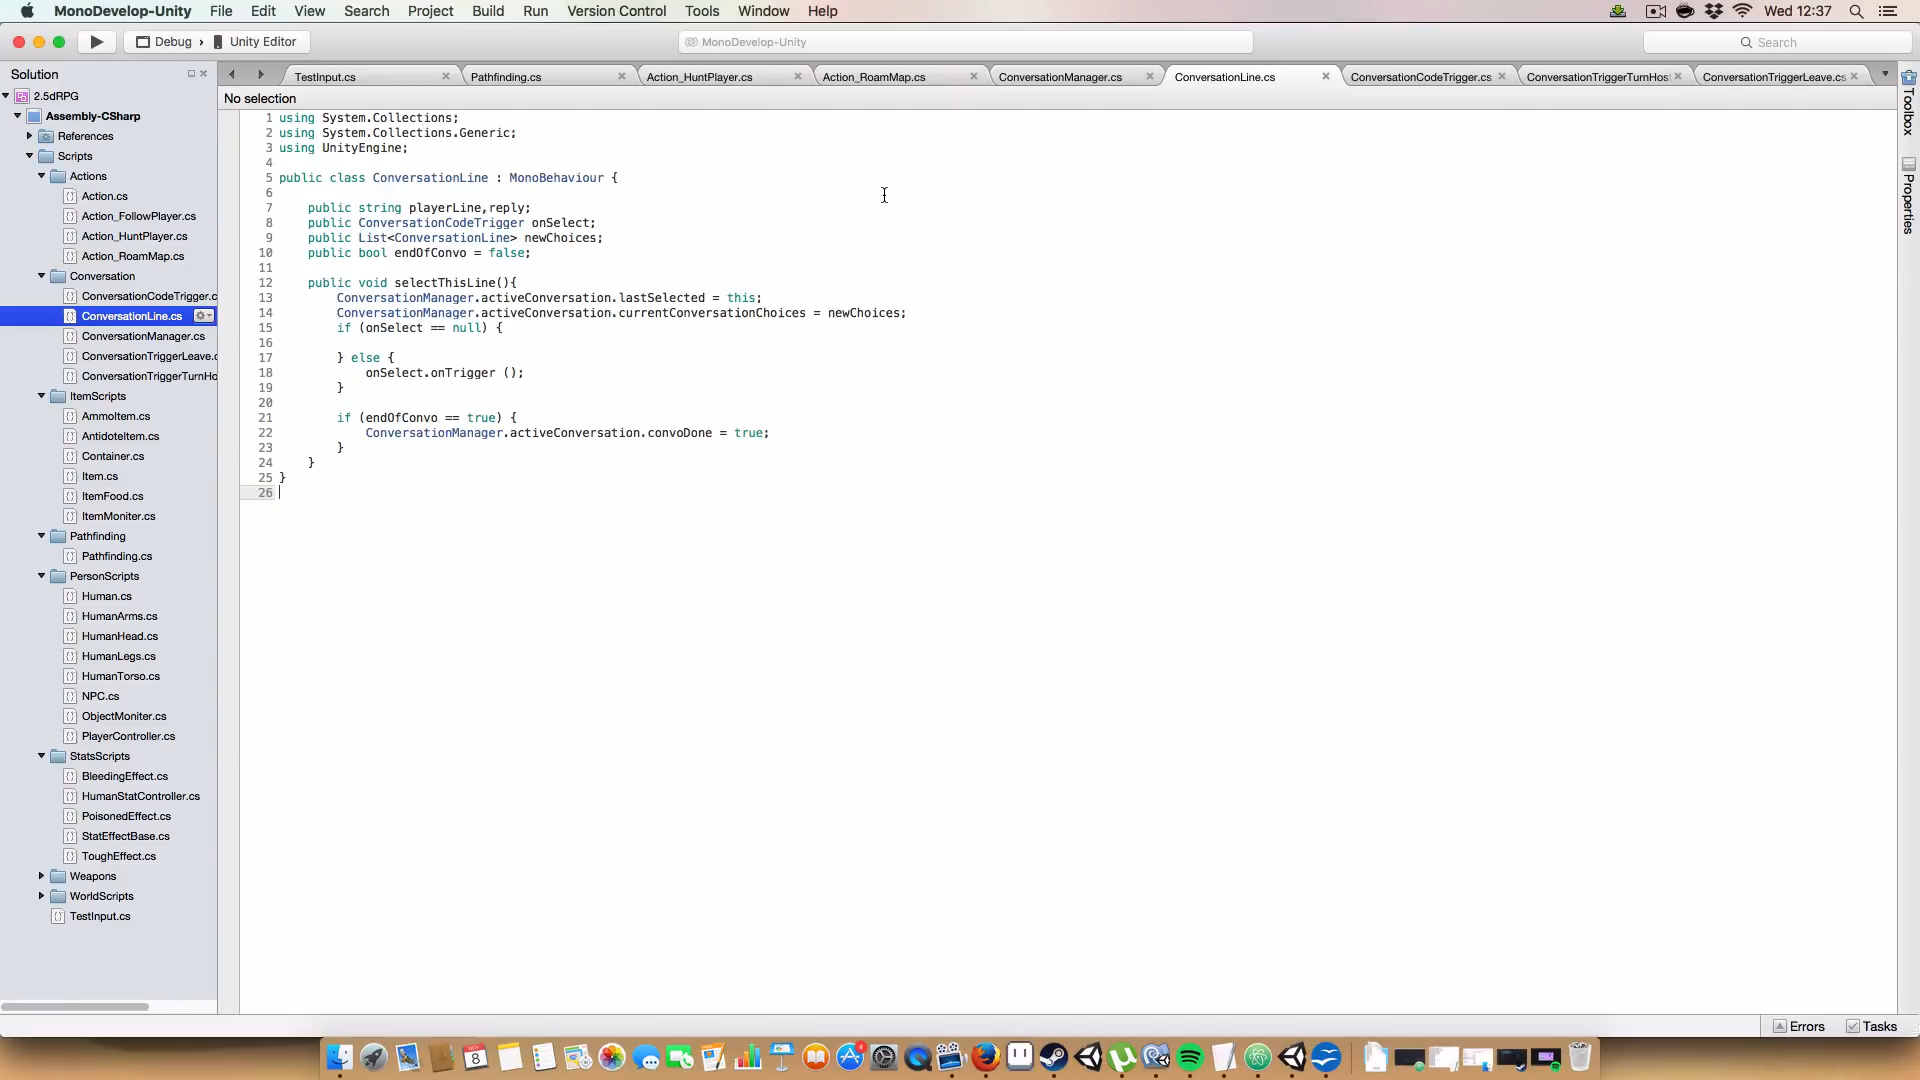 MonoDevelop-Unity File Edit View Search Project Build Run Version Control Tools Window Help Wed 12:37
Debug › Unity Editor MonoDevelop-Unity Search
Solution
TestInput.cs Pathfinding.cs Action_HuntPlayer.cs Action_RoamMap.cs ConversationManager.cs ConversationLine.cs ConversationCodeTrigger.cs ConversationTriggerTurnHos ConversationTriggerLeave.cs
No selection
2.5dRPG
Assembly-CSharp
References
Scripts
Actions
Action.cs
Action_FollowPlayer.cs
Action_HuntPlayer.cs
Action_RoamMap.cs
Conversation
ConversationCodeTrigger.c
ConversationLine.cs
ConversationManager.cs
ConversationTriggerLeave.c
ConversationTriggerTurnHo
ItemScripts
AmmoItem.cs
AntidoteItem.cs
Container.cs
Item.cs
ItemFood.cs
ItemMoniter.cs
Pathfinding
Pathfinding.cs
PersonScripts
Human.cs
HumanArms.cs
HumanHead.cs
HumanLegs.cs
HumanTorso.cs
NPC.cs
ObjectMoniter.cs
PlayerController.cs
StatsScripts
BleedingEffect.cs
HumanStatController.cs
PoisonedEffect.cs
StatEffectBase.cs
ToughEffect.cs
Weapons
WorldScripts
TestInput.cs
1 using System.Collections;
2 using System.Collections.Generic;
3 using UnityEngine;
4
5 public class ConversationLine : MonoBehaviour {
6
7 public string playerLine,reply;
8 public ConversationCodeTrigger onSelect;
9 public List<ConversationLine> newChoices;
10 public bool endOfConvo = false;
11
12 public void selectThisLine(){
13 ConversationManager.activeConversation.lastSelected = this;
14 ConversationManager.activeConversation.currentConversationChoices = newChoices;
15 if (onSelect == null) {
16
17 } else {
18 onSelect.onTrigger ();
19 }
20
21 if (endOfConvo == true) {
22 ConversationManager.activeConversation.convoDone = true;
23 }
24 }
25 }
26
Toolbox
Properties
Errors Tasks
NOV
8
4